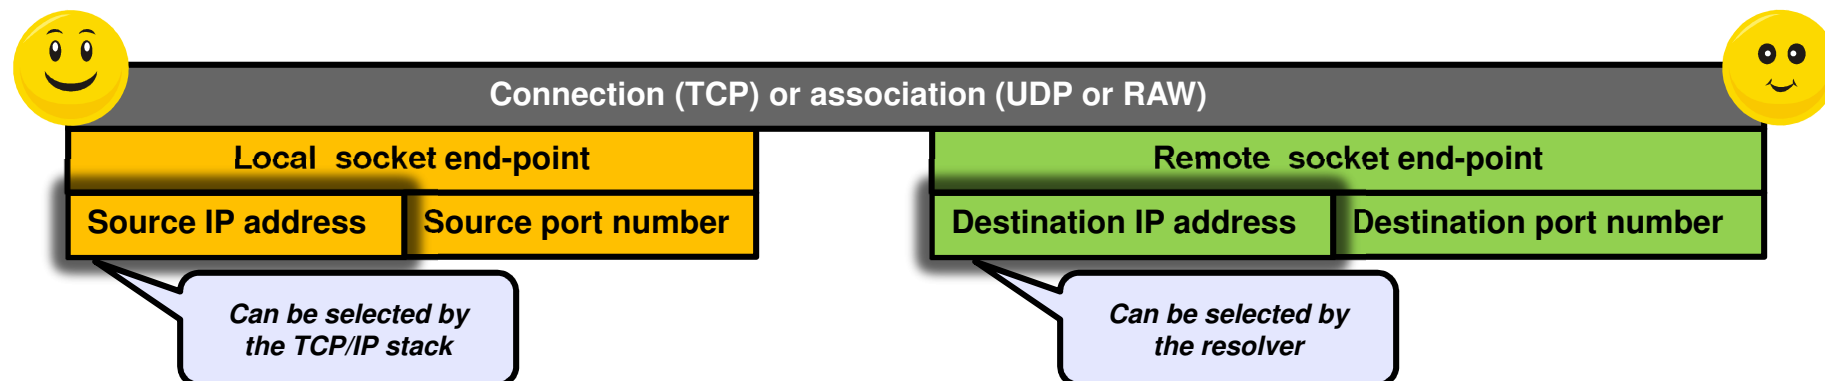 Connection (TCP) or association (UDP or RAW)
Local socket end-point
Remote socket end-point
Source IP address
Source port number
Destination IP address
Destination port number
Can be selected by
the TCP/IP stack
Can be selected by
the resolver